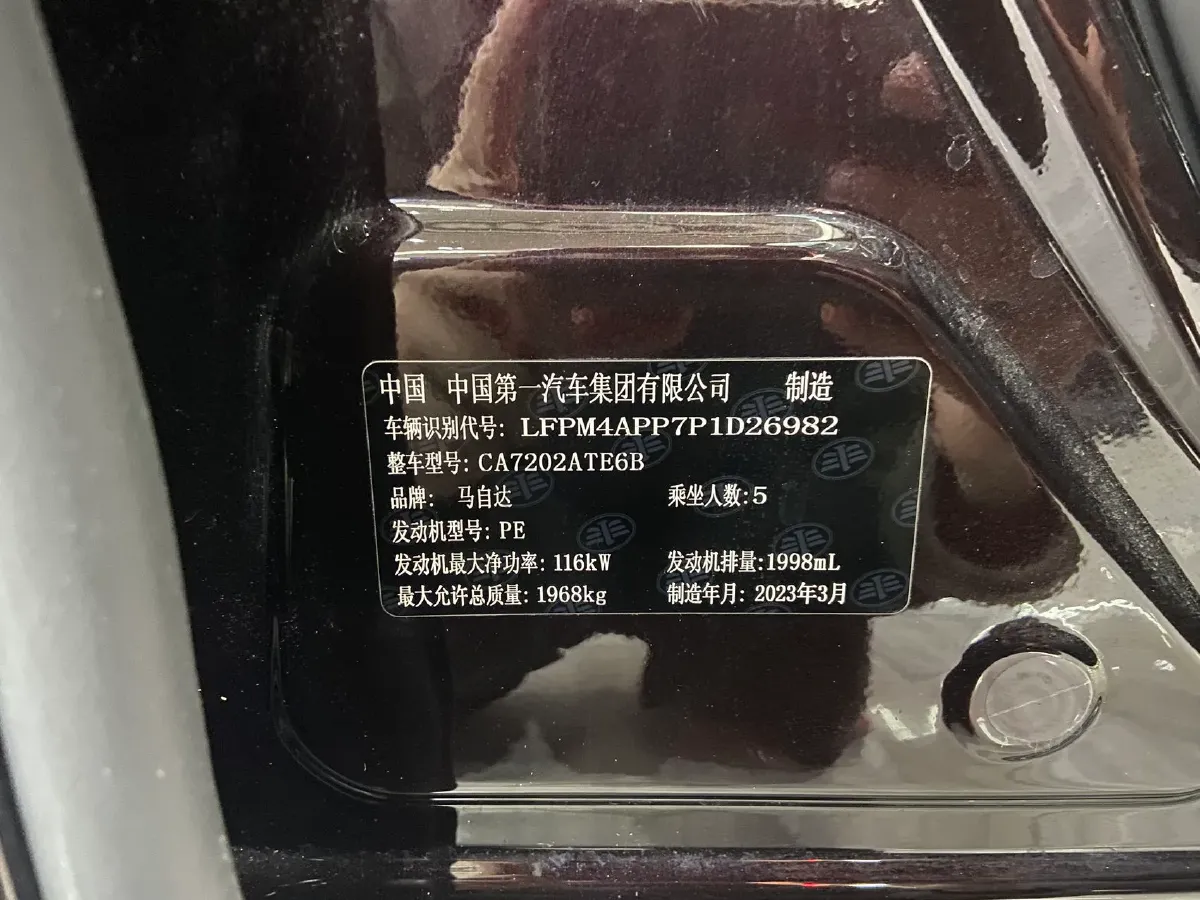 中国 中国第一汽车集团有限公司 制造
车辆识别代号: LFPM4APP7P1D26982
整车型号: CA7202ATE6B
品牌: 马自达 乘坐人数:5
发动机型号: PE
发动机最大净功率: 116kW 发动机排量:1998mL
最大允许总质量: 1968kg 制造年月: 2023年3月